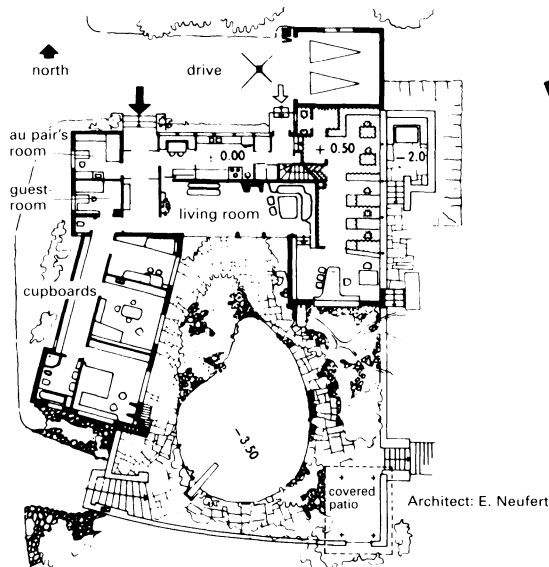 north
drive
au pair's
room
± 0.00
+ 0.50
– 2.0
guest-
room
living room
cupboards
– 3.50
covered
patio
Architect: E. Neufert